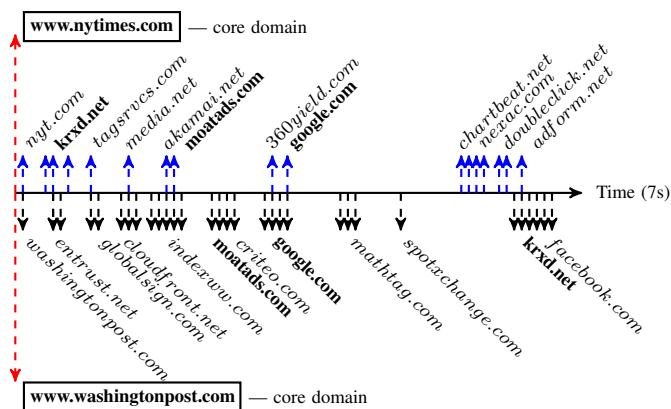 www.nytimes.com — core domain
nyt.com
krxd.net
tagsrvcs.com
media.net
akamai.net
moatads.com
360yield.com
google.com
chartbeat.net
nexac.com
doubleclick.net
adform.net
Time (7s)
washingtonpost.com
entrust.net
globalsign.com
cloudfront.net
indexww.com
moatads.com
criteo.com
google.com
mathtag.com
spotxchange.com
krxd.net
facebook.com
www.washingtonpost.com — core domain